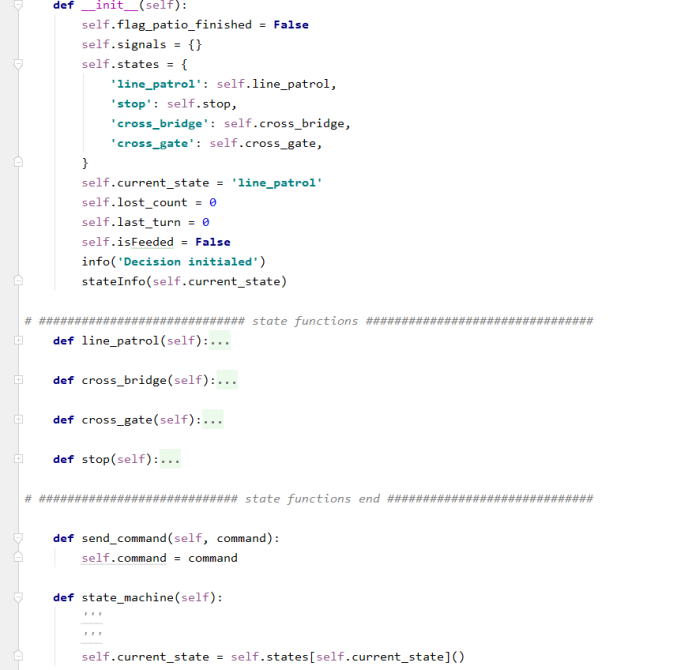 def __init__(self):
self.flag_patio_finished = False
self.signals = {}
self.states = {
'line_patrol': self.line_patrol,
'stop': self.stop,
'cross_bridge': self.cross_bridge,
'cross_gate': self.cross_gate,
}
self.current_state = 'line_patrol'
self.lost_count = 0
self.last_turn = 0
self.isFeeded = False
info('Decision initialed')
stateInfo(self.current_state)
# ############################# state functions ################################
def line_patrol(self):...
def cross_bridge(self):...
def cross_gate(self):...
def stop(self):...
# ############################ state functions end #############################
def send_command(self, command):
self.command = command
def state_machine(self):
'''
'''
self.current_state = self.states[self.current_state]()